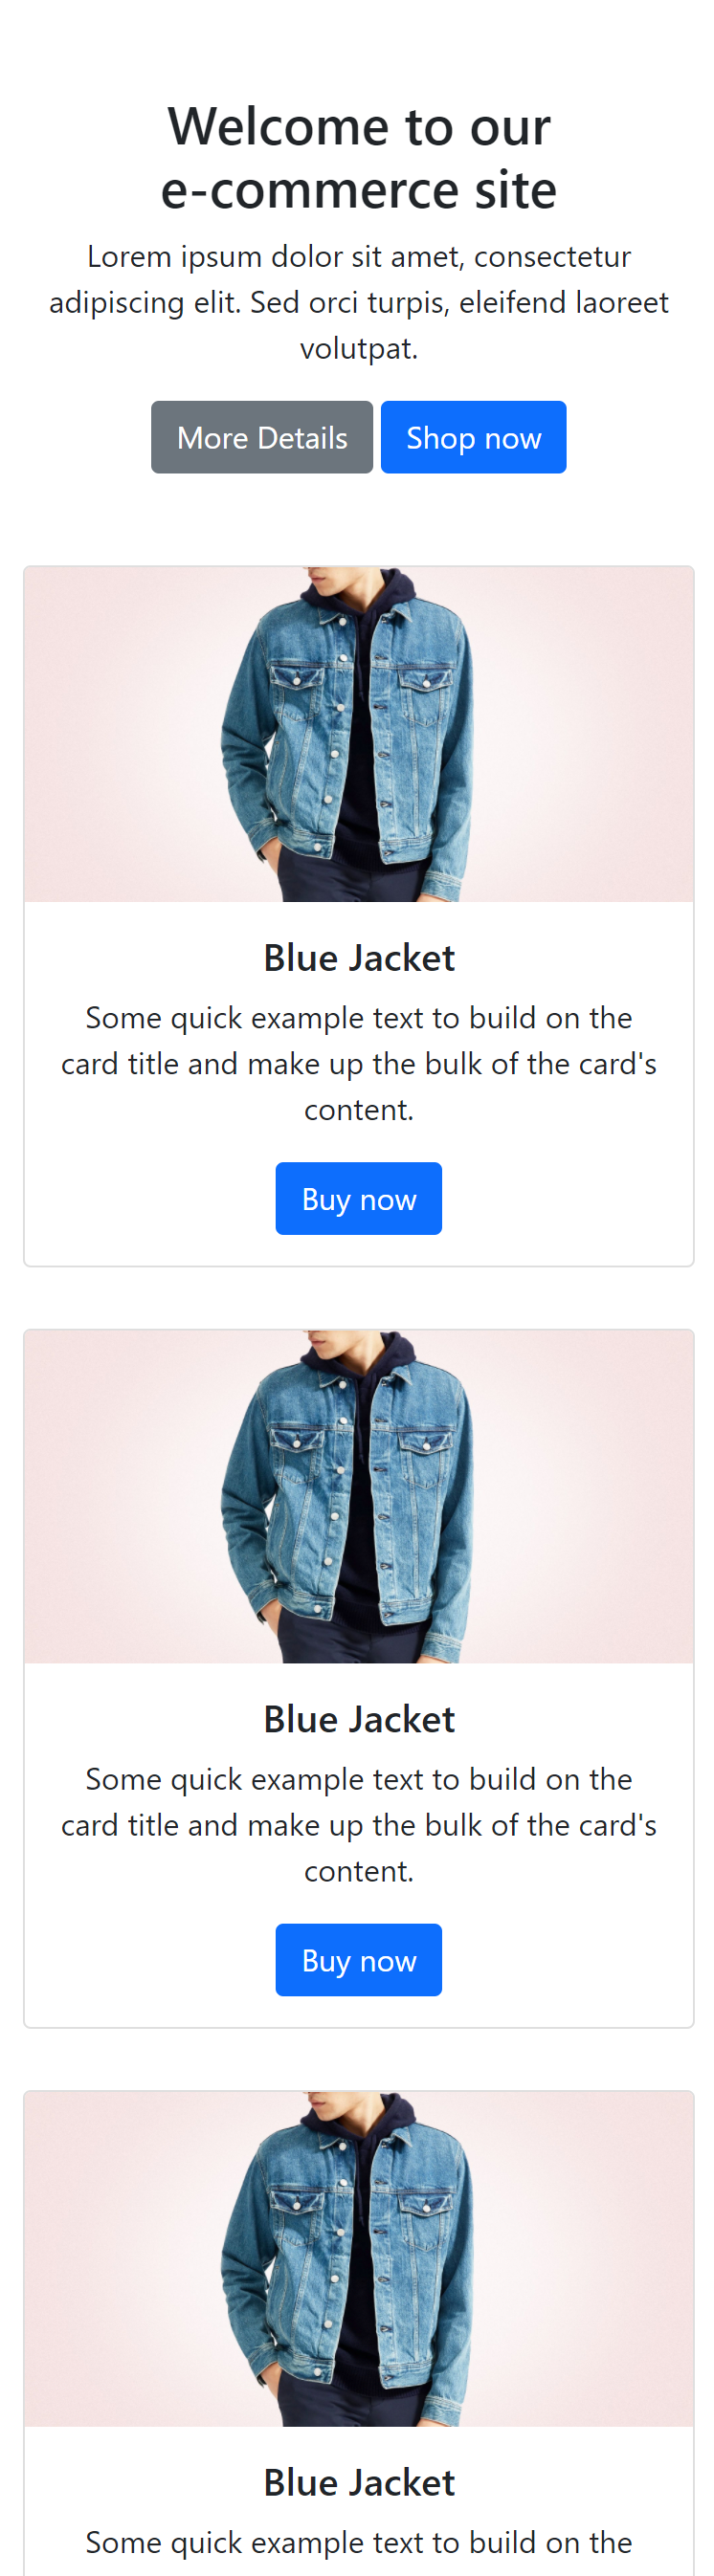 Welcome to our
e-commerce site
Lorem ipsum dolor sit amet, consectetur
adipiscing elit. Sed orci turpis, eleifend laoreet
volutpat.
More Details Shop now
Blue Jacket
Some quick example text to build on the
card title and make up the bulk of the card's
content.
Buy now
Blue Jacket
Some quick example text to build on the
card title and make up the bulk of the card's
content.
Buy now
Blue Jacket
Some quick example text to build on the